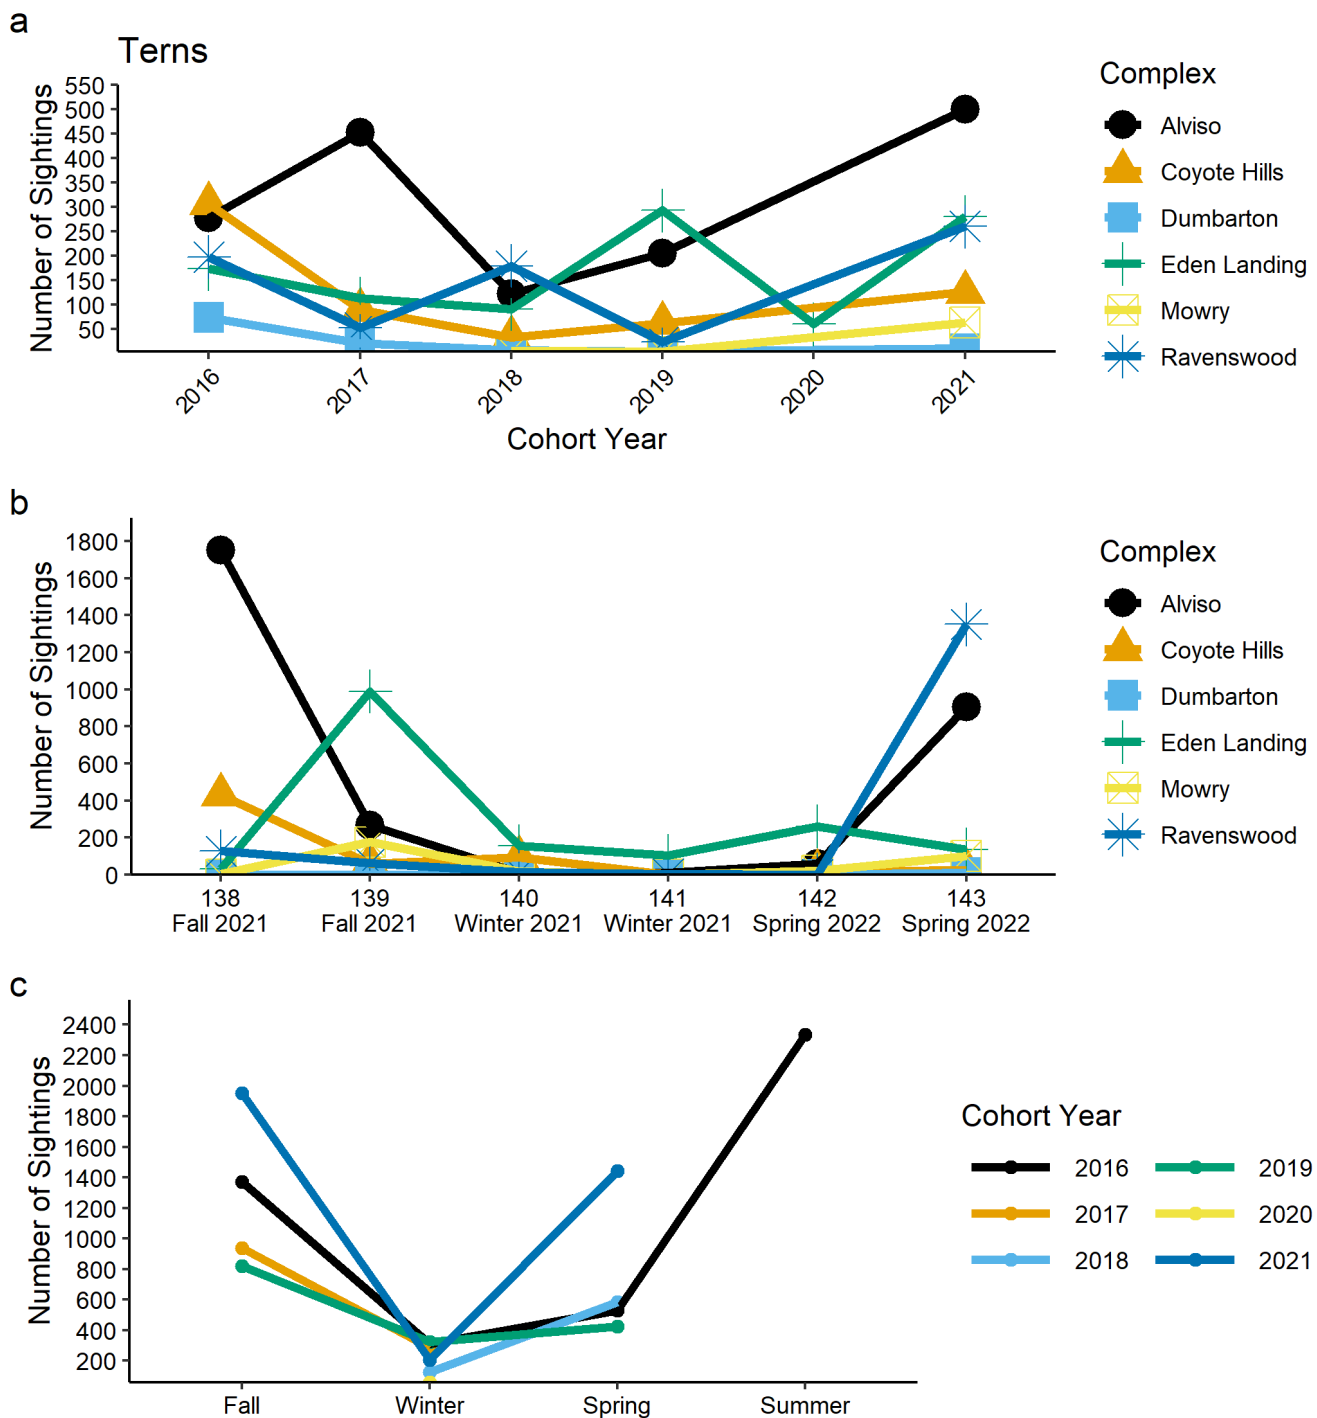 a
Terns
Number of Sightings
550
500
450
400
350
300
250
200
150
100
50
2016
2017
2018
2019
2020
2021
Cohort Year
Complex
Alviso
Coyote Hills
Dumbarton
Eden Landing
Mowry
Ravenswood
b
Number of Sightings
1800
1600
1400
1200
1000
800
600
400
200
0
138 139 140 141 142 143
Fall 2021 Fall 2021 Winter 2021 Winter 2021 Spring 2022 Spring 2022
Complex
Alviso
Coyote Hills
Dumbarton
Eden Landing
Mowry
Ravenswood
c
Number of Sightings
2400
2200
2000
1800
1600
1400
1200
1000
800
600
400
200
Fall Winter Spring Summer
Cohort Year
2016 2019
2017 2020
2018 2021